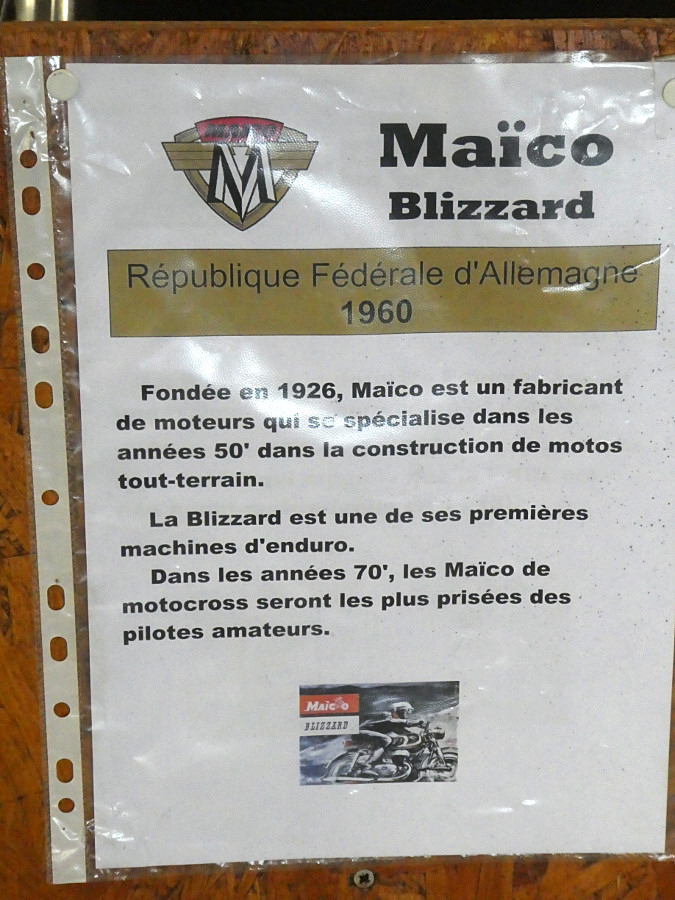 MAICO
M
Maïco
Blizzard
République Fédérale d'Allemagne
1960
Fondée en 1926, Maïco est un fabricant
de moteurs qui se spécialise dans les
années 50' dans la construction de motos
tout-terrain.
La Blizzard est une de ses premières
machines d'enduro.
Dans les années 70', les Maïco de
motocross seront les plus prisées des
pilotes amateurs.
MAICO
BLIZZARD